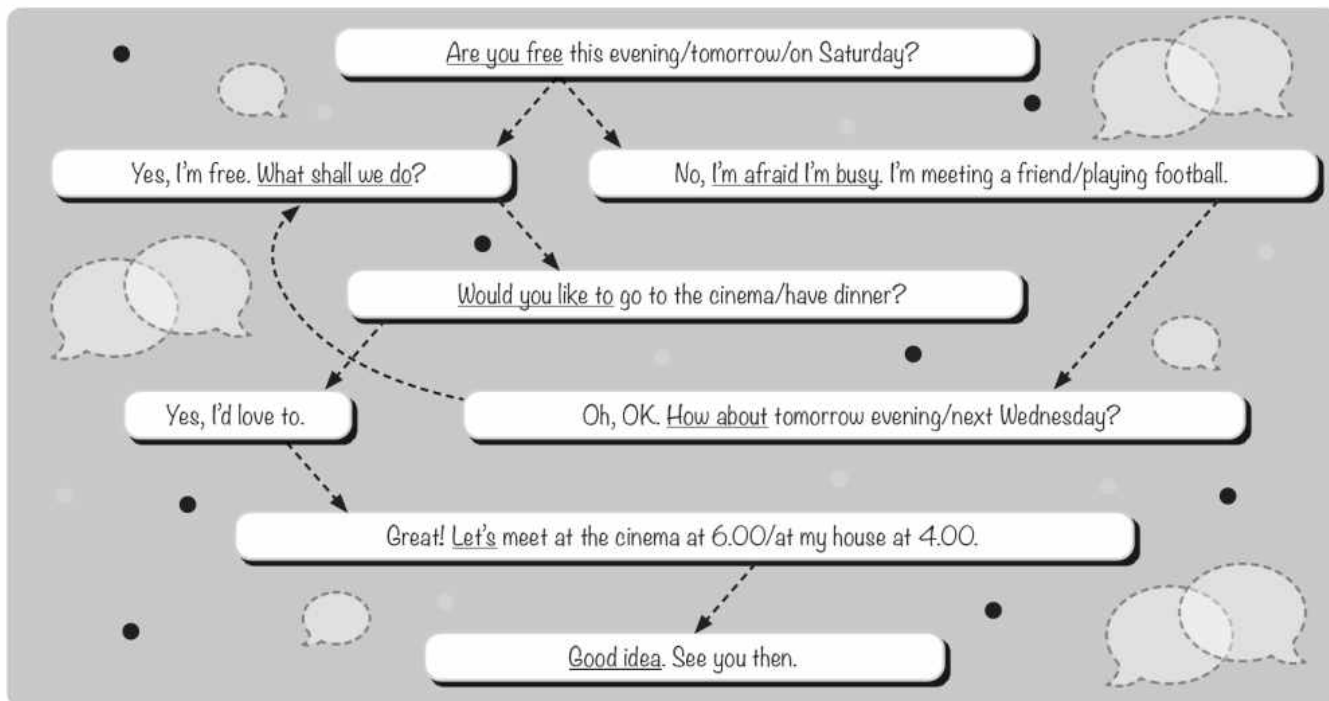 Are you free this evening/tomorrow/on Saturday?
Yes, I'm free. What shall we do?
No, I'm afraid I'm busy. I'm meeting a friend/playing football.
Would you like to go to the cinema/have dinner?
Yes, I'd love to.
Oh, OK. How about tomorrow evening/next Wednesday?
Great! Let's meet at the cinema at 6.00/at my house at 4.00.
Good idea. See you then.